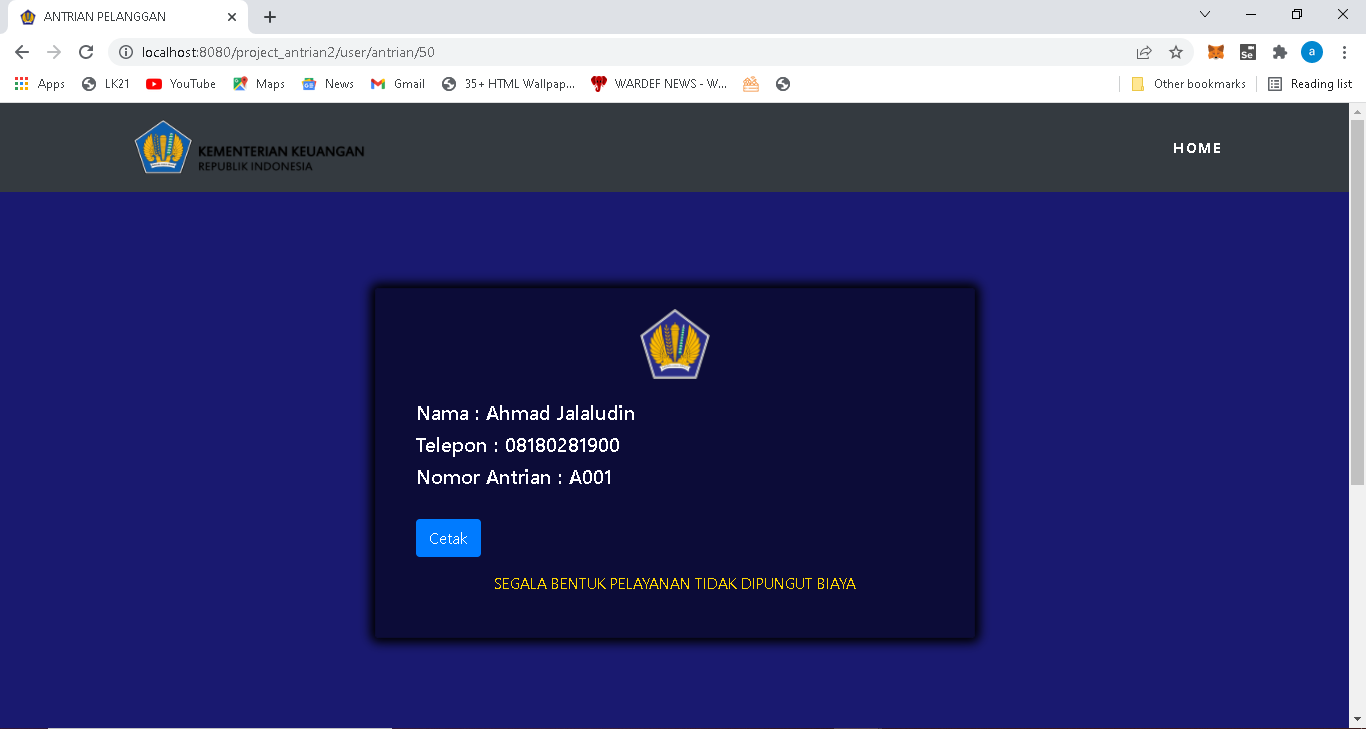 ANTRIAN PELANGGAN
localhost:8080/project_antrian2/user/antrian/50
a
Apps LK21 YouTube Maps News Gmail 35+ HTML Wallpap... WARDEF NEWS - W... Other bookmarks Reading list
KEMENTERIAN KEUANGAN
REPUBLIK INDONESIA
HOME
Nama : Ahmad Jalaludin
Telepon : 08180281900
Nomor Antrian : A001
Cetak
SEGALA BENTUK PELAYANAN TIDAK DIPUNGUT BIAYA